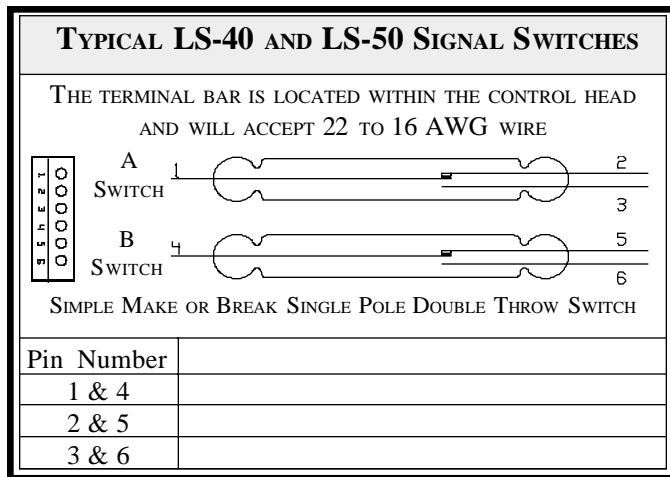 TYPICAL LS-40 AND LS-50 SIGNAL SWITCHES
THE TERMINAL BAR IS LOCATED WITHIN THE CONTROL HEAD
AND WILL ACCEPT 22 TO 16 AWG WIRE
1 2 3 4 5 6
A
SWITCH
1
2
3
B
SWITCH
4
5
6
SIMPLE MAKE OR BREAK SINGLE POLE DOUBLE THROW SWITCH
Pin Number
1 & 4
2 & 5
3 & 6